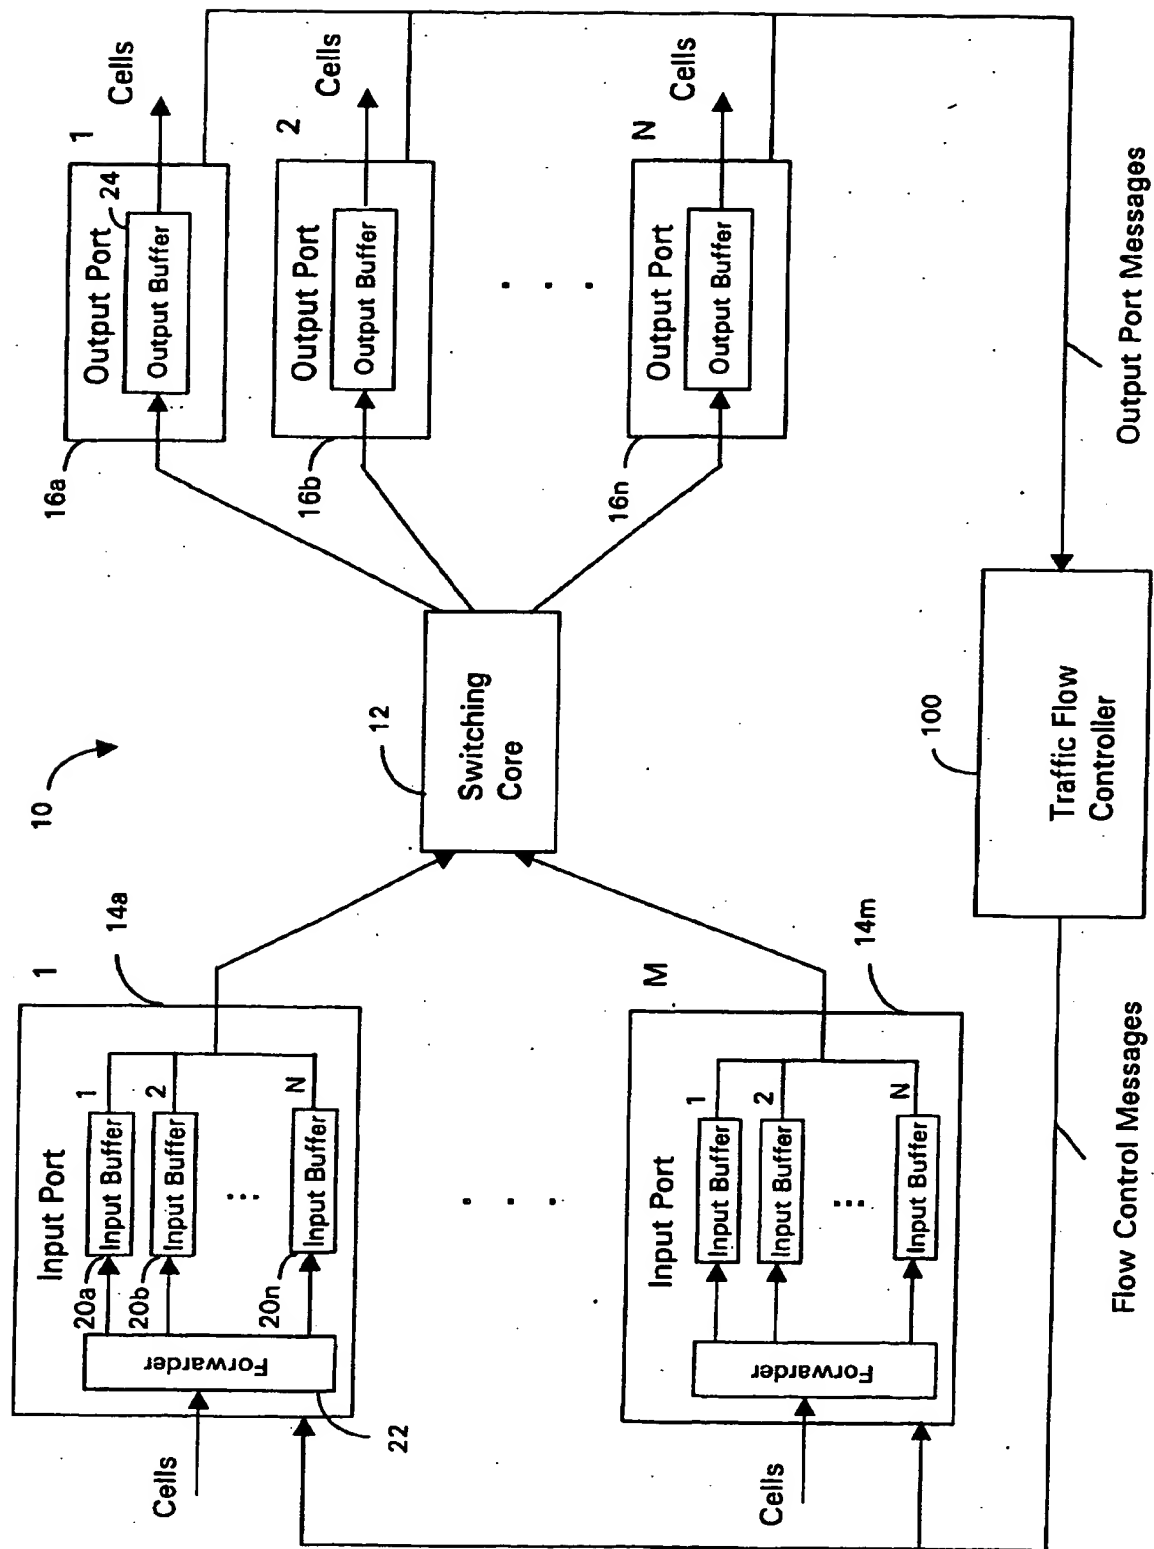 10
Input Port
1
14a
20a
Input Buffer
1
20b
Input Buffer
2
...
20n
Input Buffer
N
Forwarder
22
Cells
. . .
Input Port
M
14m
Input Buffer
1
Input Buffer
2
...
Input Buffer
N
Forwarder
Cells
12
Switching
Core
16a
Output Port
1
24
Output Buffer
Cells
16b
Output Port
2
Output Buffer
Cells
. . .
16n
Output Port
N
Output Buffer
Cells
100
Traffic Flow
Controller
Flow Control Messages
Output Port Messages